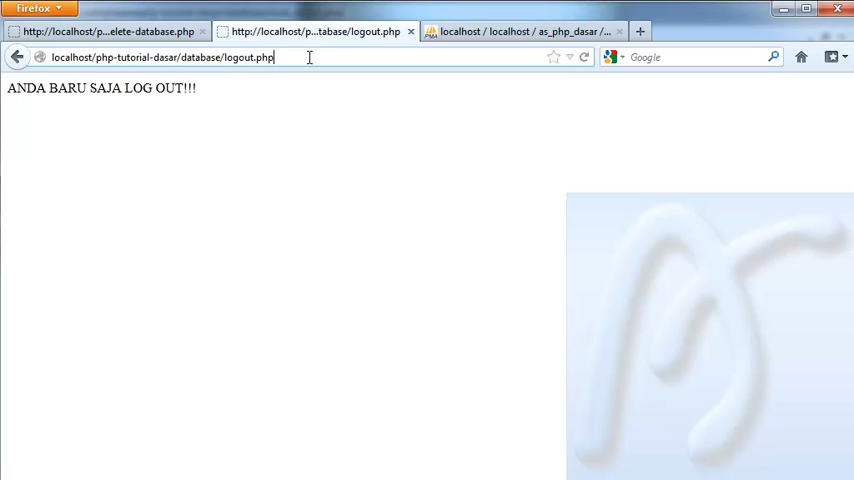 Firefox
http://localhost/p...elete-database.php
http://localhost/p...tabase/logout.php
PMA
localhost / localhost / as_php_dasar /...
localhost/php-tutorial-dasar/database/logout.php
Google
ANDA BARU SAJA LOG OUT!!!